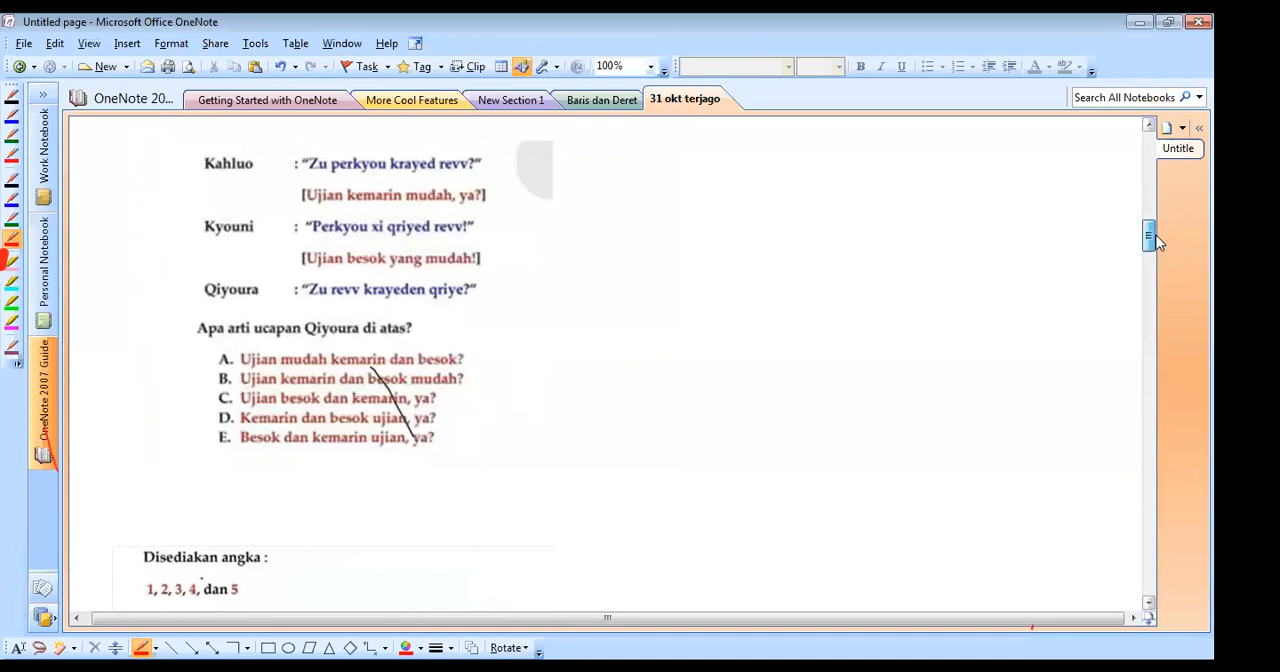 Untitled page - Microsoft Office OneNote
File Edit View Insert Format Share Tools Table Window Help
New Task Tag Clip 100% B I U A
OneNote 20... Getting Started with OneNote More Cool Features New Section 1 Baris dan Deret 31 okt terjago Search All Notebooks
Untitle
Work Notebook
Personal Notebook
OneNote 2007 Guide
Kahluo : "Zu perkyou krayed revv?"
[Ujian kemarin mudah, ya?]
Kyouni : "Perkyou xi qriyed revv!"
[Ujian besok yang mudah!]
Qiyoura : "Zu revv krayeden qriye?"
Apa arti ucapan Qiyoura di atas?
A. Ujian mudah kemarin dan besok?
B. Ujian kemarin dan besok mudah?
C. Ujian besok dan kemarin, ya?
D. Kemarin dan besok ujian, ya?
E. Besok dan kemarin ujian, ya?
Disediakan angka :
1, 2, 3, 4, dan 5
Rotate